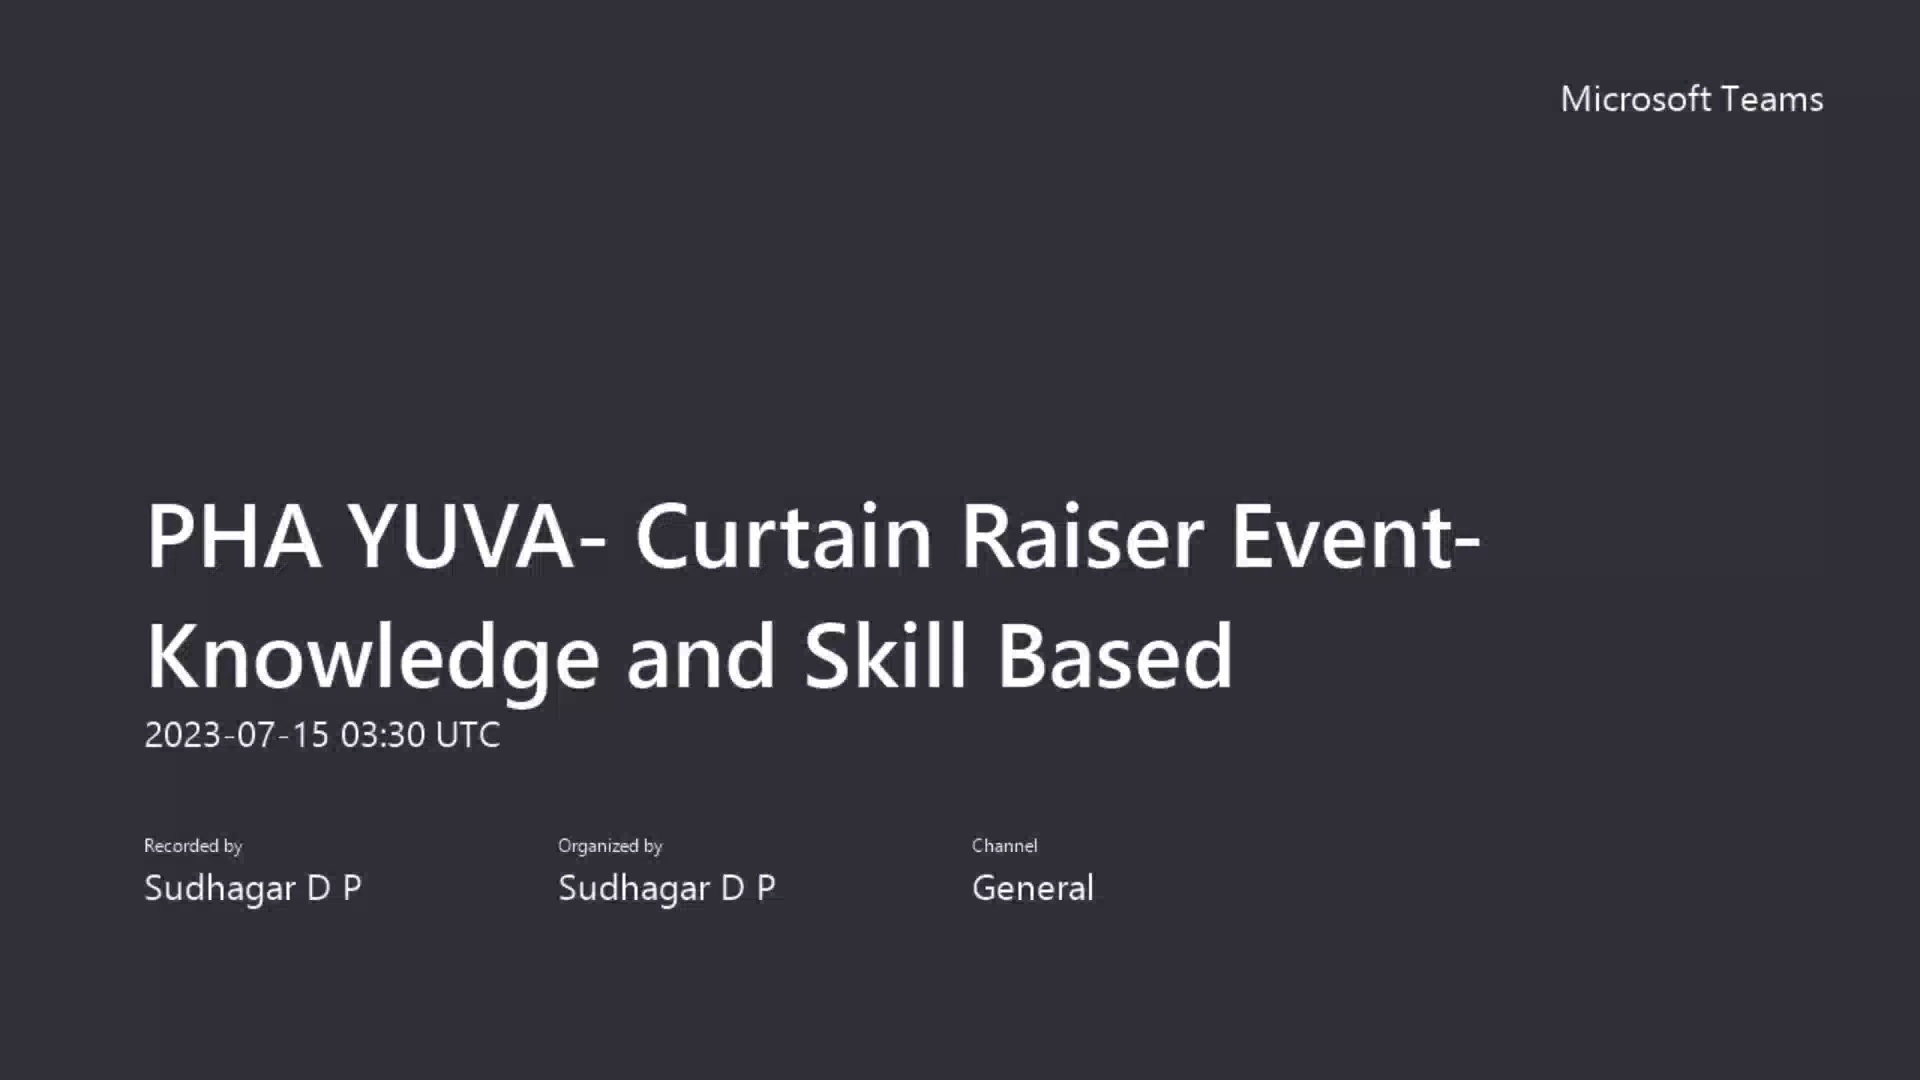 Microsoft Teams
PHA YUVA- Curtain Raiser Event-
Knowledge and Skill Based
2023-07-15 03:30 UTC
Recorded by
Sudhagar D P
Organized by
Sudhagar D P
Channel
General